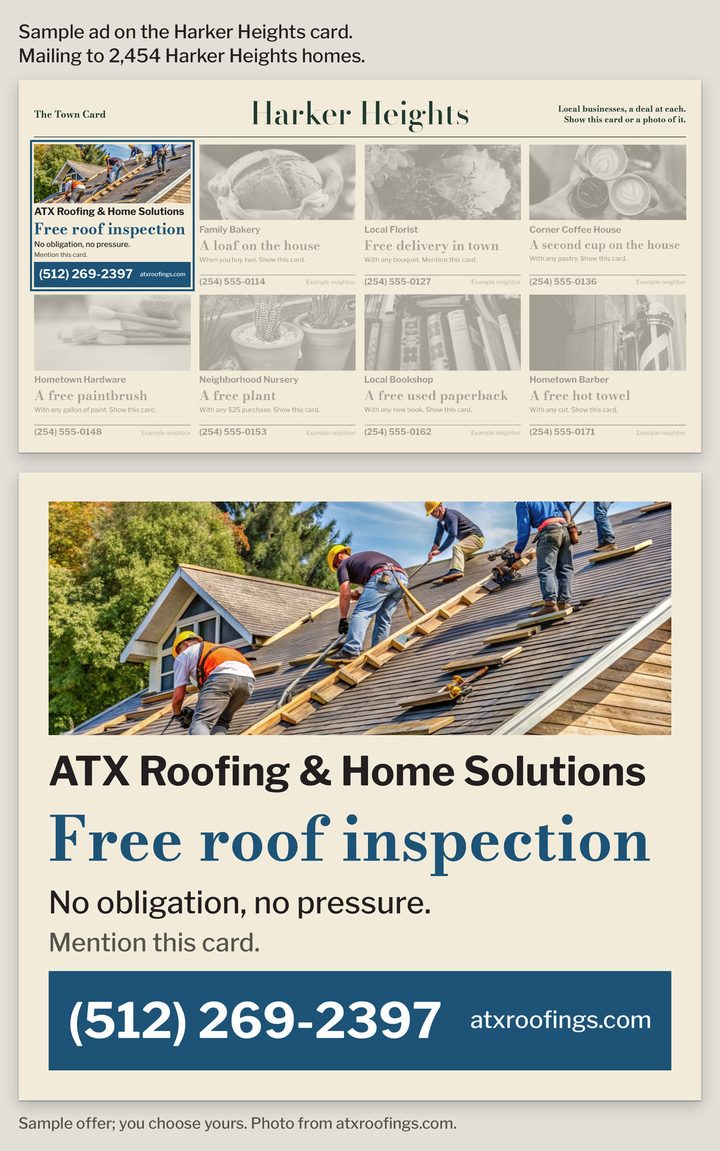 Sample ad on the Harker Heights card.
Mailing to 2,454 Harker Heights homes.
The Town Card
Harker Heights
Local businesses, a deal at each.
Show this card or a photo of it.
ATX Roofing & Home Solutions
Free roof inspection
No obligation, no pressure.
Mention this card.
(512) 269-2397 atxroofings.com
Family Bakery
A loaf on the house
When you buy two. Show this card.
(254) 555-0114 Example neighbor
Local Florist
Free delivery in town
With any bouquet. Mention this card.
(254) 555-0127 Example neighbor
Corner Coffee House
A second cup on the house
With any pastry. Show this card.
(254) 555-0136 Example neighbor
Hometown Hardware
A free paintbrush
With any gallon of paint. Show this card.
(254) 555-0148 Example neighbor
Neighborhood Nursery
A free plant
With any $25 purchase. Show this card.
(254) 555-0153 Example neighbor
Local Bookshop
A free used paperback
With any new book. Show this card.
(254) 555-0162 Example neighbor
Hometown Barber
A free hot towel
With any cut. Show this card.
(254) 555-0171 Example neighbor
ATX Roofing & Home Solutions
Free roof inspection
No obligation, no pressure.
Mention this card.
(512) 269-2397 atxroofings.com
Sample offer; you choose yours. Photo from atxroofings.com.